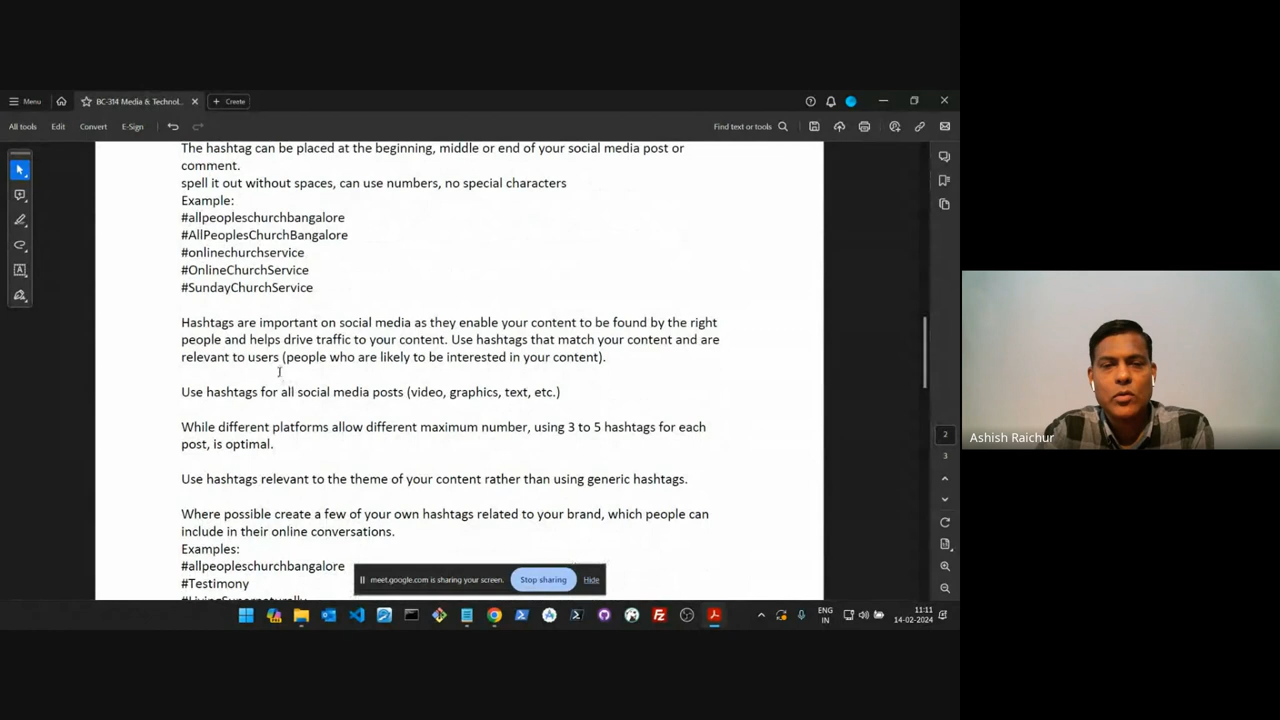 Menu
BC-314 Media & Technol...
Create
All tools
Edit
Convert
E-Sign
Find text or tools
The hashtag can be placed at the beginning, middle or end of your social media post or
comment.
spell it out without spaces, can use numbers, no special characters
Example:
#allpeopleschurchbangalore
#AllPeoplesChurchBangalore
#onlinechurchservice
#OnlineChurchService
#SundayChurchService
Hashtags are important on social media as they enable your content to be found by the right
people and helps drive traffic to your content. Use hashtags that match your content and are
relevant to users (people who are likely to be interested in your content).
Use hashtags for all social media posts (video, graphics, text, etc.)
While different platforms allow different maximum number, using 3 to 5 hashtags for each
post, is optimal.
Use hashtags relevant to the theme of your content rather than using generic hashtags.
Where possible create a few of your own hashtags related to your brand, which people can
include in their online conversations.
Examples:
#allpeopleschurchbangalore
#Testimony
#LivingSupernaturally
2
3
meet.google.com is sharing your screen.
Stop sharing
Hide
ENG
IN
11:11
14-02-2024
Ashish Raichur